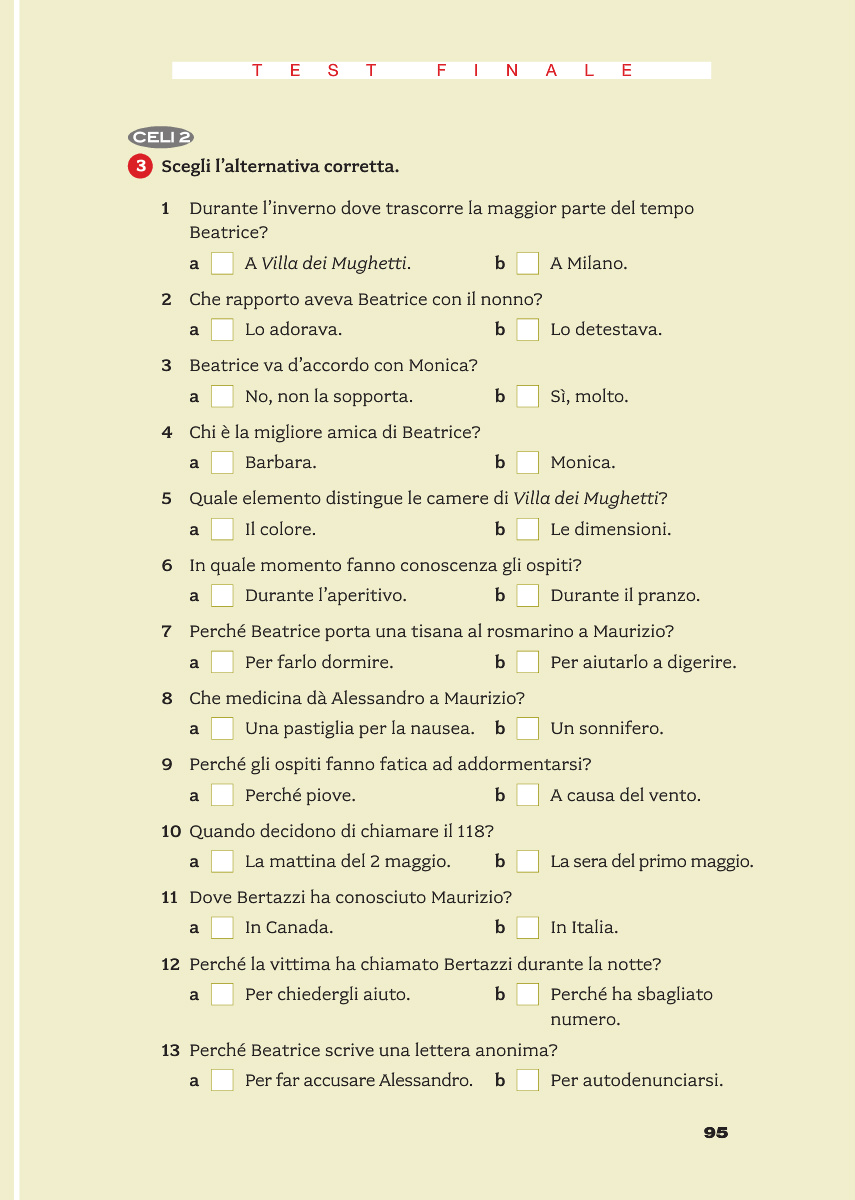 TEST FINALE
CELI 2
3 Scegli l’alternativa corretta.
1 Durante l’inverno dove trascorre la maggior parte del tempo
Beatrice?
a A Villa dei Mughetti. b A Milano.
2 Che rapporto aveva Beatrice con il nonno?
a Lo adorava. b Lo detestava.
3 Beatrice va d’accordo con Monica?
a No, non la sopporta. b Sì, molto.
4 Chi è la migliore amica di Beatrice?
a Barbara. b Monica.
5 Quale elemento distingue le camere di Villa dei Mughetti?
a Il colore. b Le dimensioni.
6 In quale momento fanno conoscenza gli ospiti?
a Durante l’aperitivo. b Durante il pranzo.
7 Perché Beatrice porta una tisana al rosmarino a Maurizio?
a Per farlo dormire. b Per aiutarlo a digerire.
8 Che medicina dà Alessandro a Maurizio?
a Una pastiglia per la nausea. b Un sonnifero.
9 Perché gli ospiti fanno fatica ad addormentarsi?
a Perché piove. b A causa del vento.
10 Quando decidono di chiamare il 118?
a La mattina del 2 maggio. b La sera del primo maggio.
11 Dove Bertazzi ha conosciuto Maurizio?
a In Canada. b In Italia.
12 Perché la vittima ha chiamato Bertazzi durante la notte?
a Per chiedergli aiuto. b Perché ha sbagliato
numero.
13 Perché Beatrice scrive una lettera anonima?
a Per far accusare Alessandro. b Per autodenunciarsi.
95